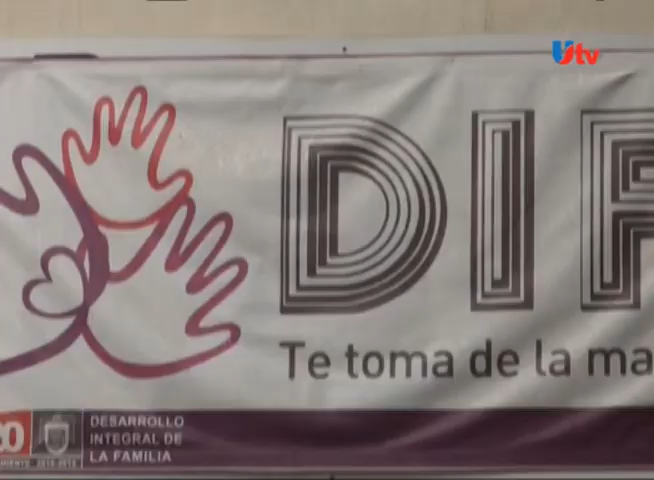 Utv
DIF
Te toma de la ma
DESARROLLO
INTEGRAL DE
LA FAMILIA